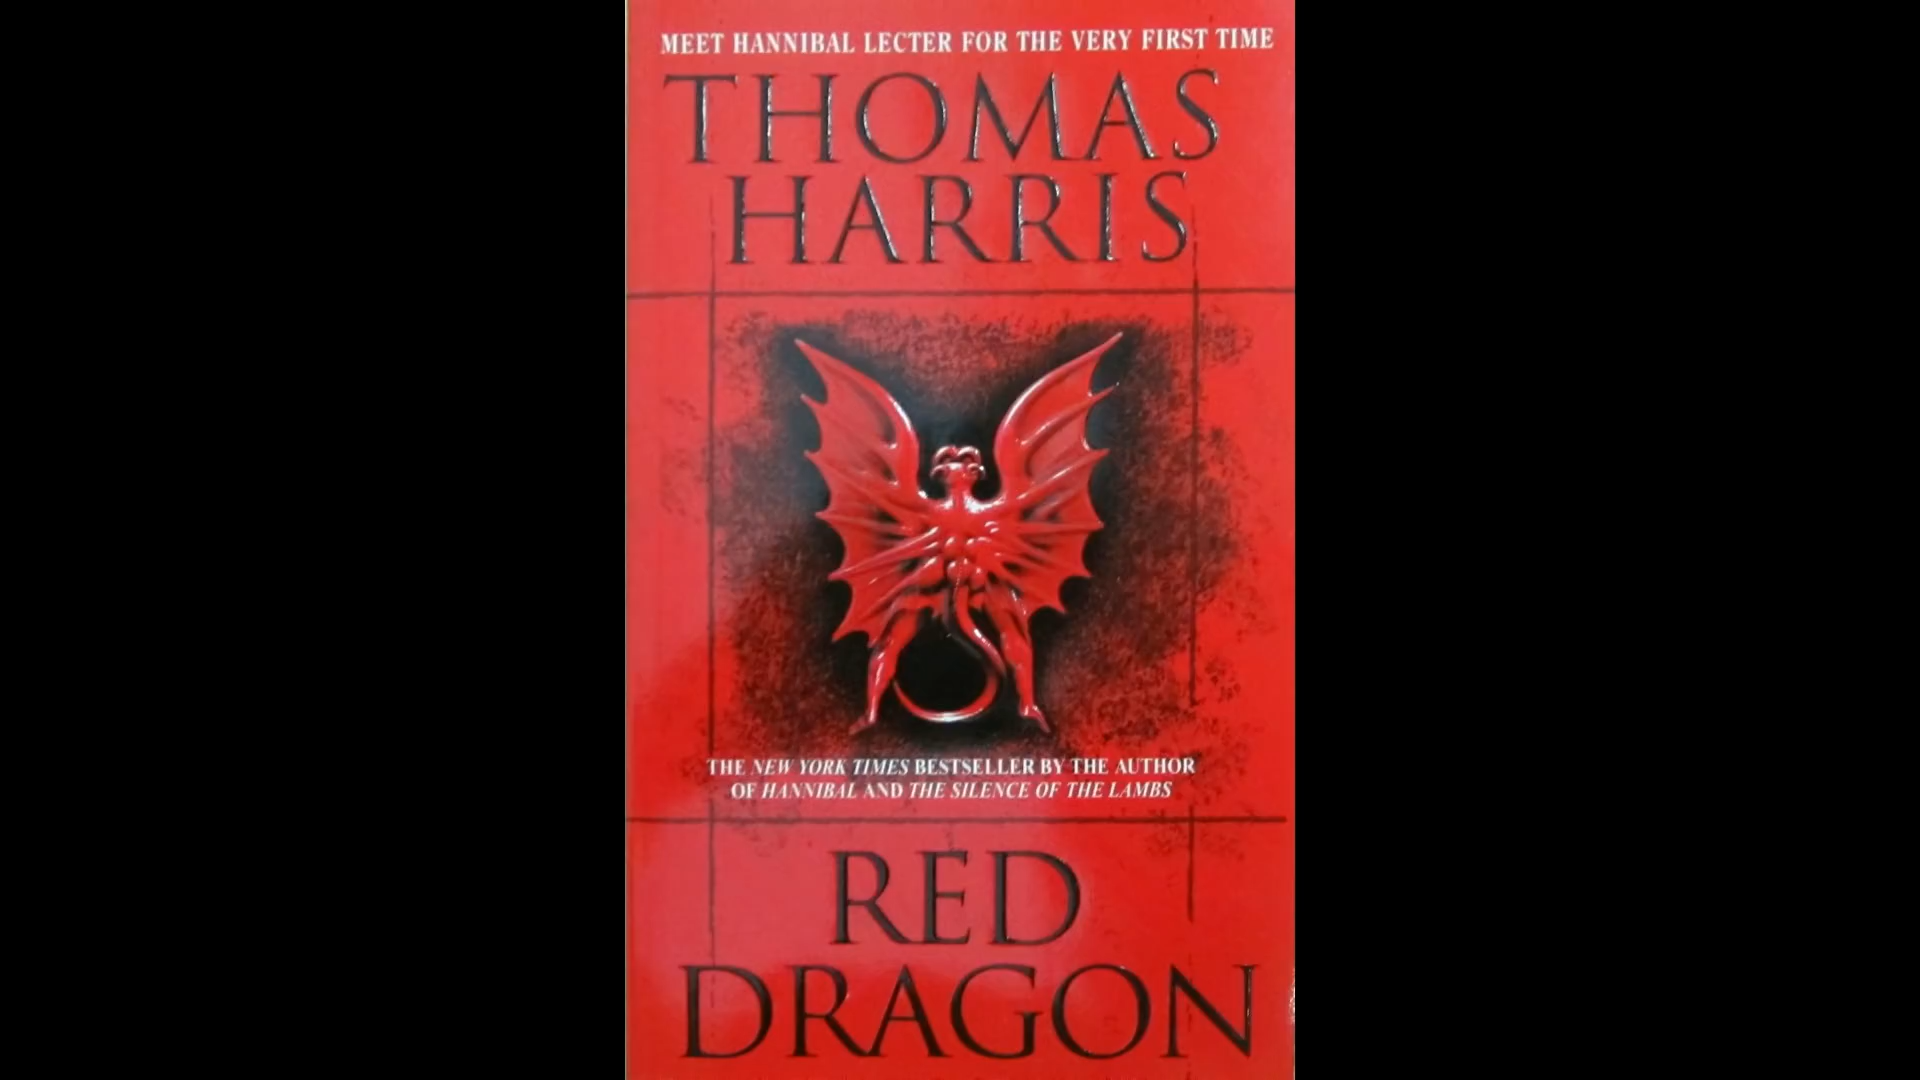 MEET HANNIBAL LECTER FOR THE VERY FIRST TIME
THOMAS
HARRIS
THE NEW YORK TIMES BESTSELLER BY THE AUTHOR
OF HANNIBAL AND THE SILENCE OF THE LAMBS
RED
DRAGON